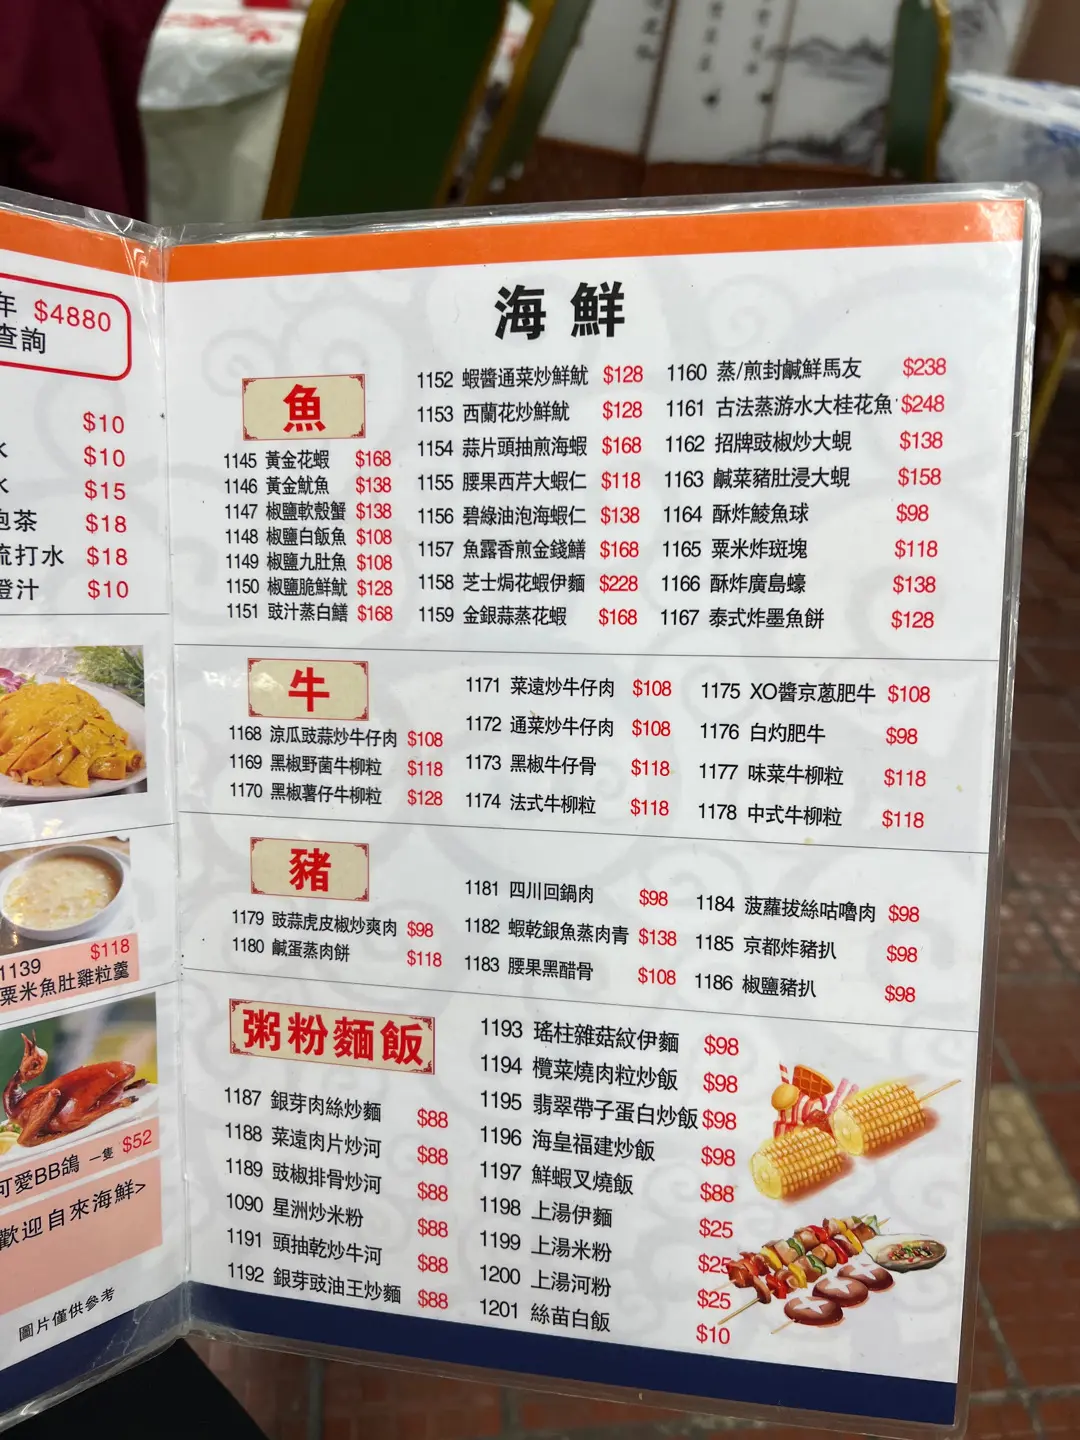 年 $4880
查詢
$10
水 $10
水 $15
泡茶 $18
梳打水 $18
橙汁 $10
$118
1139
粟米魚肚雞粒羹
可愛BB鴿 一隻 $52
歡迎自來海鮮>
圖片僅供參考
海鮮
魚
1145 黃金花蝦 $168
1146 黃金魷魚 $138
1147 椒鹽軟殼蟹 $138
1148 椒鹽白飯魚 $108
1149 椒鹽九肚魚 $108
1150 椒鹽脆鮮魷 $128
1151 豉汁蒸白鱔 $168
1152 蝦醬通菜炒鮮魷 $128
1153 西蘭花炒鮮魷 $128
1154 蒜片頭抽煎海蝦 $168
1155 腰果西芹大蝦仁 $118
1156 碧綠油泡海蝦仁 $138
1157 魚露香煎金錢鱔 $168
1158 芝士焗花蝦伊麵 $228
1159 金銀蒜蒸花蝦 $168
1160 蒸/煎封鹹鮮馬友 $238
1161 古法蒸游水大桂花魚 $248
1162 招牌豉椒炒大蜆 $138
1163 鹹菜豬肚浸大蜆 $158
1164 酥炸鯪魚球 $98
1165 粟米炸斑塊 $118
1166 酥炸廣島蠔 $138
1167 泰式炸墨魚餅 $128
牛
1168 涼瓜豉蒜炒牛仔肉 $108
1169 黑椒野菌牛柳粒 $118
1170 黑椒薯仔牛柳粒 $128
1171 菜遠炒牛仔肉 $108
1172 通菜炒牛仔肉 $108
1173 黑椒牛仔骨 $118
1174 法式牛柳粒 $118
1175 XO醬京蔥肥牛 $108
1176 白灼肥牛 $98
1177 味菜牛柳粒 $118
1178 中式牛柳粒 $118
豬
1179 豉蒜虎皮椒炒爽肉 $98
1180 鹹蛋蒸肉餅 $118
1181 四川回鍋肉 $98
1182 蝦乾銀魚蒸肉青 $138
1183 腰果黑醋骨 $108
1184 菠蘿拔絲咕嚕肉 $98
1185 京都炸豬扒 $98
1186 椒鹽豬扒 $98
粥粉麵飯
1187 銀芽肉絲炒麵 $88
1188 菜遠肉片炒河 $88
1189 豉椒排骨炒河 $88
1090 星洲炒米粉 $88
1191 頭抽乾炒牛河 $88
1192 銀芽豉油王炒麵 $88
1193 瑤柱雜菇紋伊麵 $98
1194 欖菜燒肉粒炒飯 $98
1195 翡翠帶子蛋白炒飯 $98
1196 海皇福建炒飯 $98
1197 鮮蝦叉燒飯 $88
1198 上湯伊麵 $25
1199 上湯米粉 $25
1200 上湯河粉 $25
1201 絲苗白飯 $10